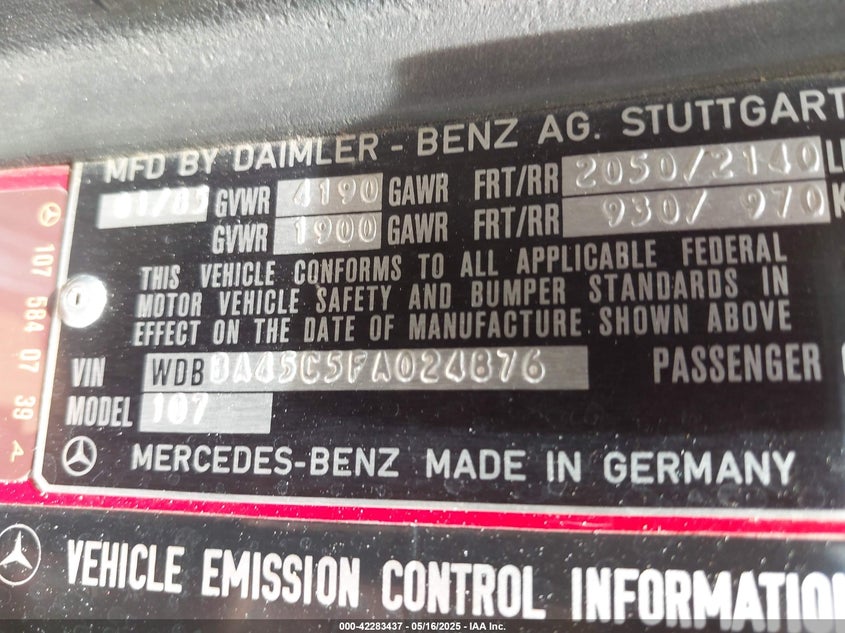 MFD BY DAIMLER-BENZ AG. STUTTGART
01/85 GVWR 4190 GAWR FRT/RR 2050/2140
GVWR 1900 GAWR FRT/RR 930/ 970
THIS VEHICLE CONFORMS TO ALL APPLICABLE FEDERAL
MOTOR VEHICLE SAFETY AND BUMPER STANDARDS IN
EFFECT ON THE DATE OF MANUFACTURE SHOWN ABOVE
VIN WDBBA45C5FA024876 PASSENGER
MODEL 107
MERCEDES-BENZ MADE IN GERMANY
107 584 07 39 A
VEHICLE EMISSION CONTROL INFORMATION
000-42283437 - 05/16/2025 - IAA Inc.